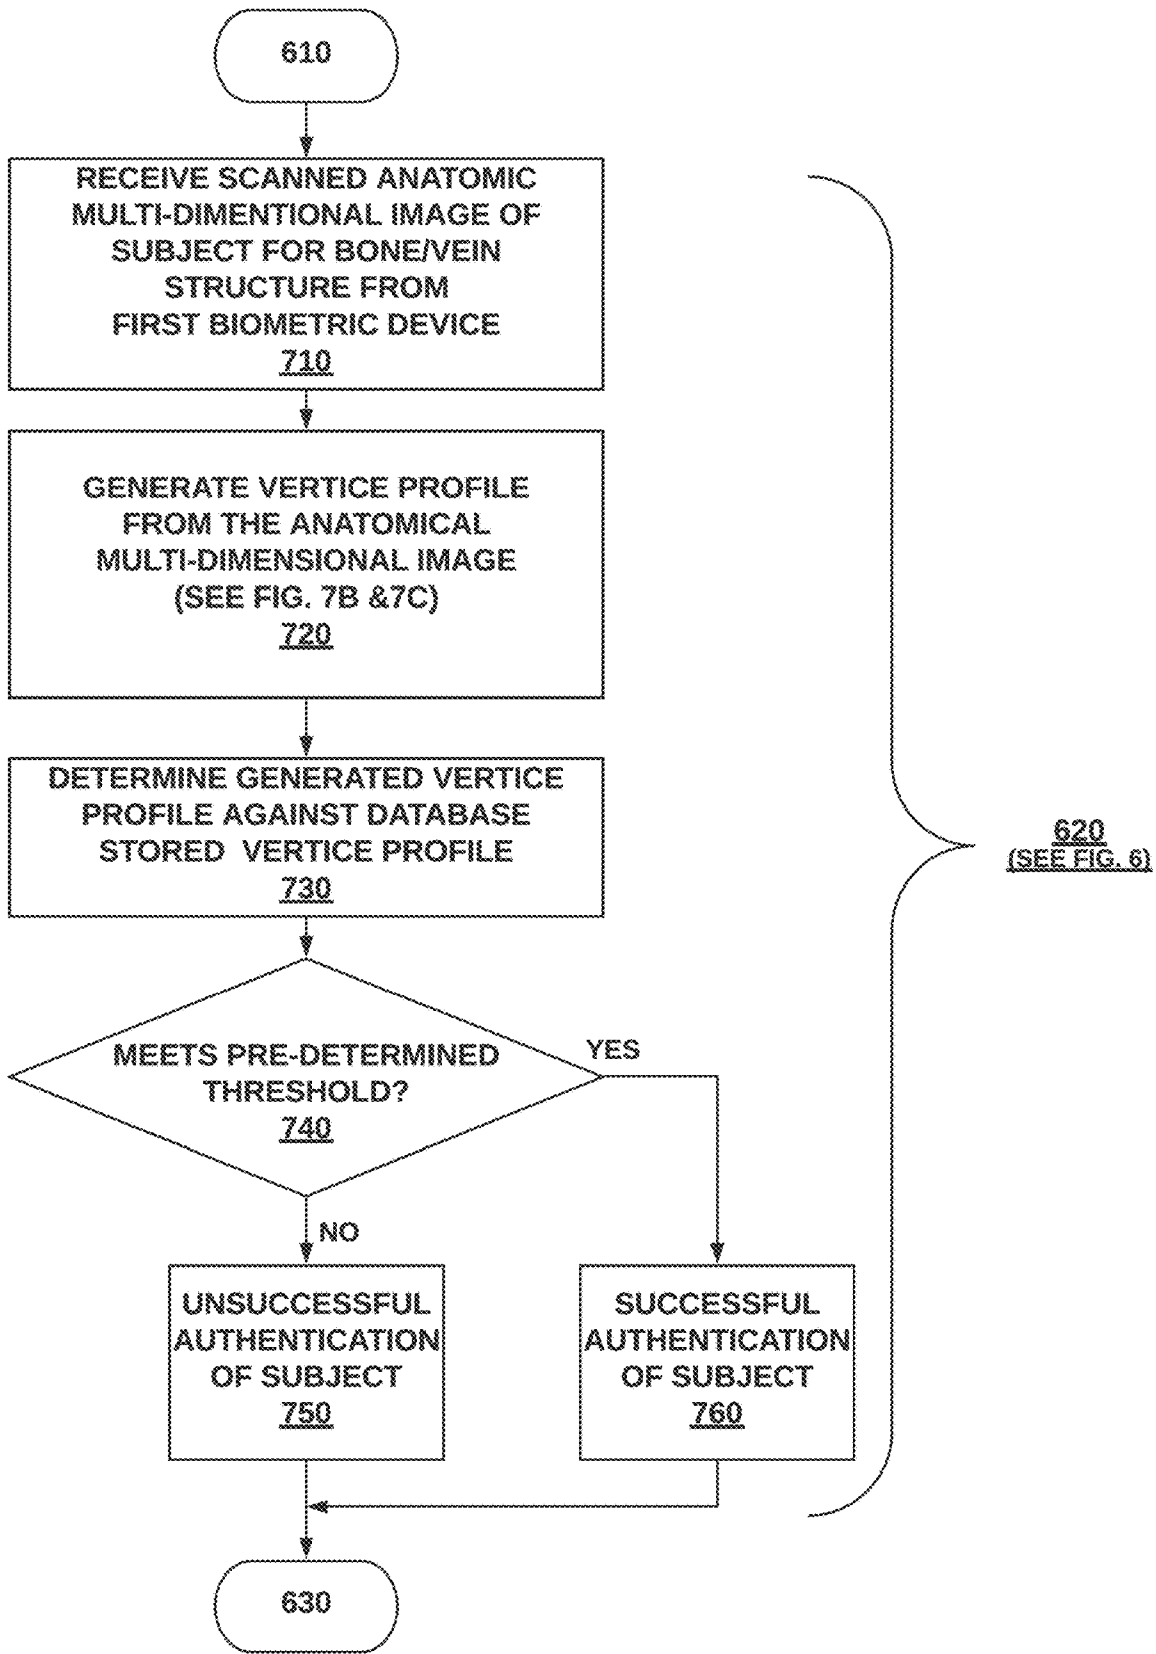 610
RECEIVE SCANNED ANATOMIC
MULTI-DIMENTIONAL IMAGE OF
SUBJECT FOR BONE/VEIN
STRUCTURE FROM
FIRST BIOMETRIC DEVICE
710
GENERATE VERTICE PROFILE
FROM THE ANATOMICAL
MULTI-DIMENSIONAL IMAGE
(SEE FIG. 7B &7C)
720
DETERMINE GENERATED VERTICE
PROFILE AGAINST DATABASE
STORED  VERTICE PROFILE
730
620
(SEE FIG. 6)
MEETS PRE-DETERMINED
THRESHOLD?
740
YES
NO
UNSUCCESSFUL
AUTHENTICATION
OF SUBJECT
750
SUCCESSFUL
AUTHENTICATION
OF SUBJECT
760
630